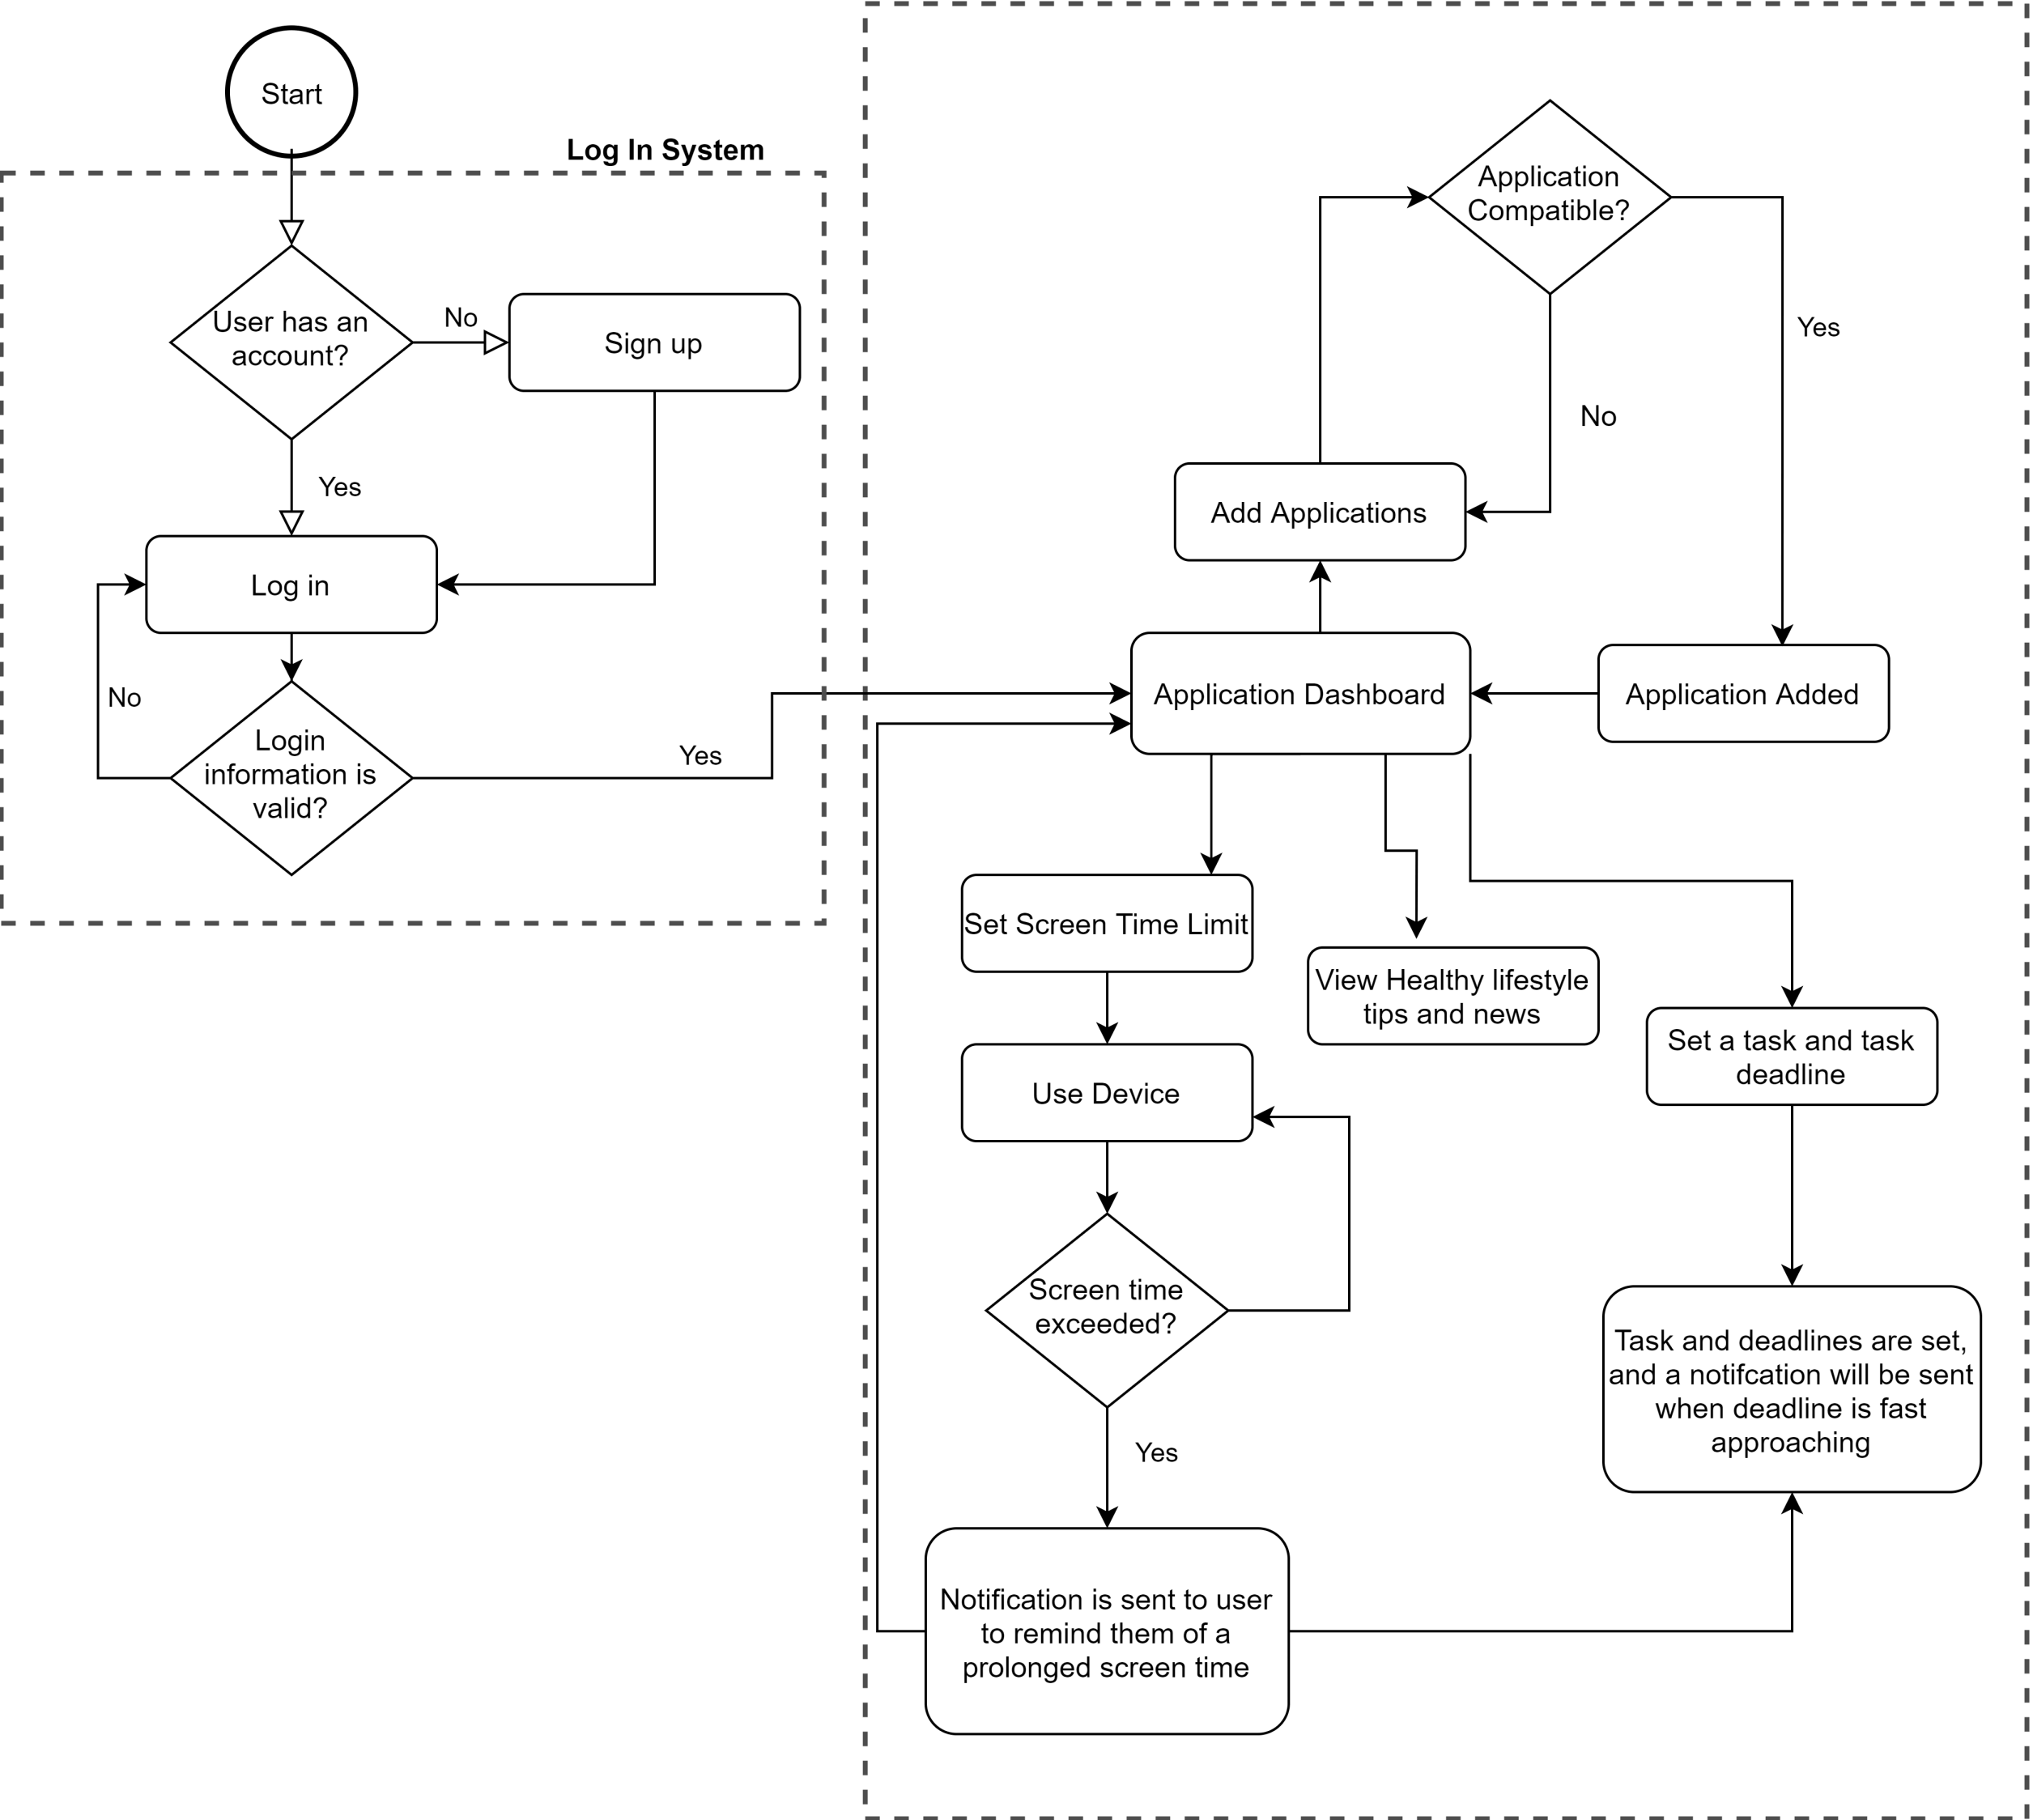 Start
Log In System
User has an
account?
No
Sign up
Yes
Log in
No
Login
information is
valid?
Yes
Application
Compatible?
Yes
No
Add Applications
Application Dashboard
Application Added
Set Screen Time Limit
View Healthy lifestyle
tips and news
Set a task and task
deadline
Use Device
Screen time
exceeded?
Yes
Task and deadlines are set,
and a notifcation will be sent
when deadline is fast
approaching
Notification is sent to user
to remind them of a
prolonged screen time